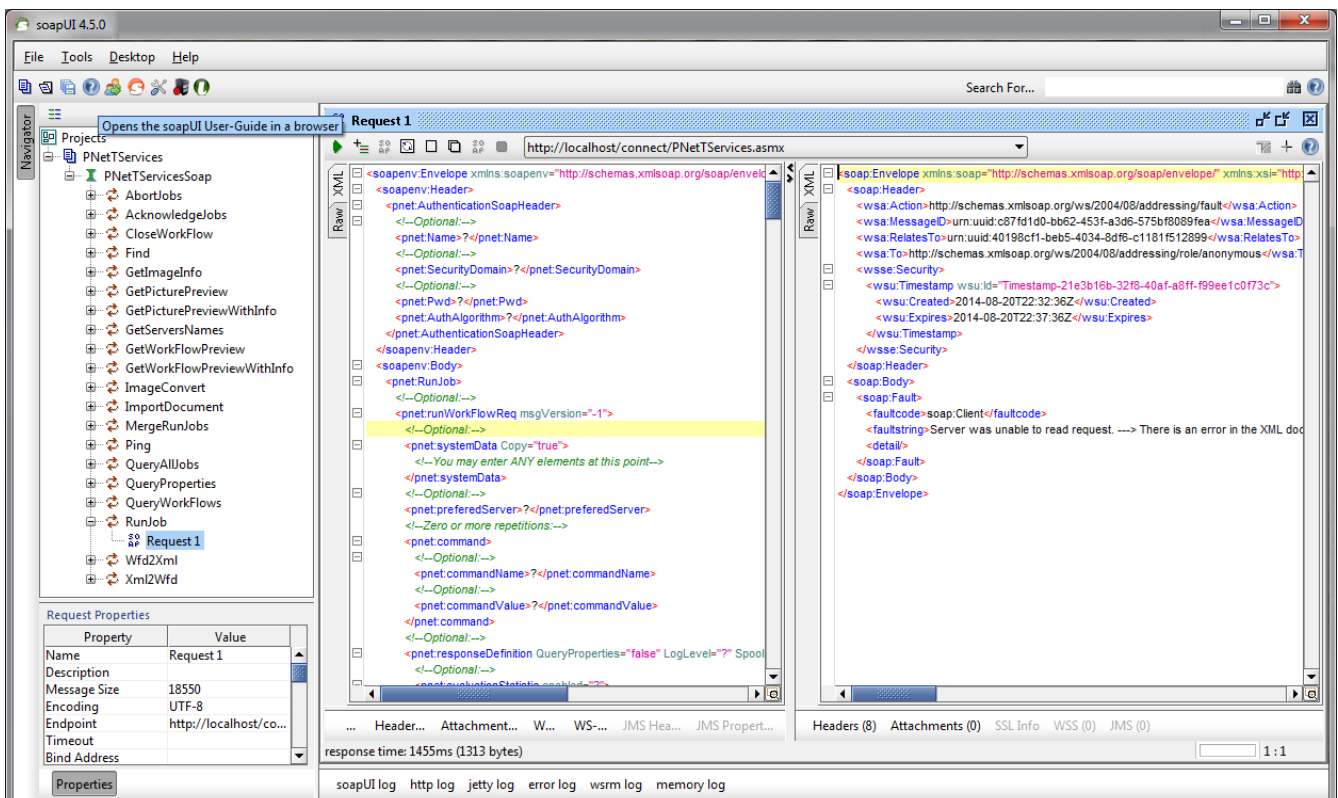 soapUI 4.5.0
File Tools Desktop Help
Search For...
Navigator
Opens the soapUI User-Guide in a browser
Projects
PNetTServices
PNetTServicesSoap
AbortJobs
AcknowledgeJobs
CloseWorkFlow
Find
GetImageInfo
GetPicturePreview
GetPicturePreviewWithInfo
GetServersNames
GetWorkFlowPreview
GetWorkFlowPreviewWithInfo
ImageConvert
ImportDocument
MergeRunJobs
Ping
QueryAllJobs
QueryProperties
QueryWorkFlows
RunJob
Request 1
Wfd2Xml
Xml2Wfd
Request Properties
Property Value
Name Request 1
Description
Message Size 18550
Encoding UTF-8
Endpoint http://localhost/co...
Timeout
Bind Address
Properties
Request 1
http://localhost/connect/PNetTServices.asmx
XML
Raw
<soapenv:Envelope xmlns:soapenv="http://schemas.xmlsoap.org/soap/envelc
<soapenv:Header>
<pnet:AuthenticationSoapHeader>
<!--Optional:-->
<pnet:Name>?</pnet:Name>
<!--Optional:-->
<pnet:SecurityDomain>?</pnet:SecurityDomain>
<!--Optional:-->
<pnet:Pwd>?</pnet:Pwd>
<pnet:AuthAlgorithm>?</pnet:AuthAlgorithm>
</pnet:AuthenticationSoapHeader>
</soapenv:Header>
<soapenv:Body>
<pnet:RunJob>
<!--Optional:-->
<pnet:runWorkFlowReq msgVersion="-1">
<!--Optional:-->
<pnet:systemData Copy="true">
<!--You may enter ANY elements at this point-->
</pnet:systemData>
<!--Optional:-->
<pnet:preferedServer>?</pnet:preferedServer>
<!--Zero or more repetitions:-->
<pnet:command>
<!--Optional:-->
<pnet:commandName>?</pnet:commandName>
<!--Optional:-->
<pnet:commandValue>?</pnet:commandValue>
</pnet:command>
<!--Optional:-->
<pnet:responseDefinition QueryProperties="false" LogLevel="?" Spool
<!--Optional:-->
... Header... Attachment... W... WS-... JMS Hea... JMS Propert...
XML
Raw
<soap:Envelope xmlns:soap="http://schemas.xmlsoap.org/soap/envelope/" xmlns:xsi="http:
<soap:Header>
<wsa:Action>http://schemas.xmlsoap.org/ws/2004/08/addressing/fault</wsa:Action>
<wsa:MessageID>urn:uuid:c87fd1d0-bb62-453f-a3d6-575bf8089fea</wsa:MessageID
<wsa:RelatesTo>urn:uuid:40198cf1-beb5-4034-8df6-c1181f512899</wsa:RelatesTo>
<wsa:To>http://schemas.xmlsoap.org/ws/2004/08/addressing/role/anonymous</wsa:T
<wsse:Security>
<wsu:Timestamp wsu:Id="Timestamp-21e3b16b-32f8-40af-a8ff-f99ee1c0f73c">
<wsu:Created>2014-08-20T22:32:36Z</wsu:Created>
<wsu:Expires>2014-08-20T22:37:36Z</wsu:Expires>
</wsu:Timestamp>
</wsse:Security>
</soap:Header>
<soap:Body>
<soap:Fault>
<faultcode>soap:Client</faultcode>
<faultstring>Server was unable to read request. ---> There is an error in the XML doc
<detail/>
</soap:Fault>
</soap:Body>
</soap:Envelope>
Headers (8) Attachments (0) SSL Info WSS (0) JMS (0)
response time: 1455ms (1313 bytes)
1 : 1
soapUI log http log jetty log error log wsrm log memory log